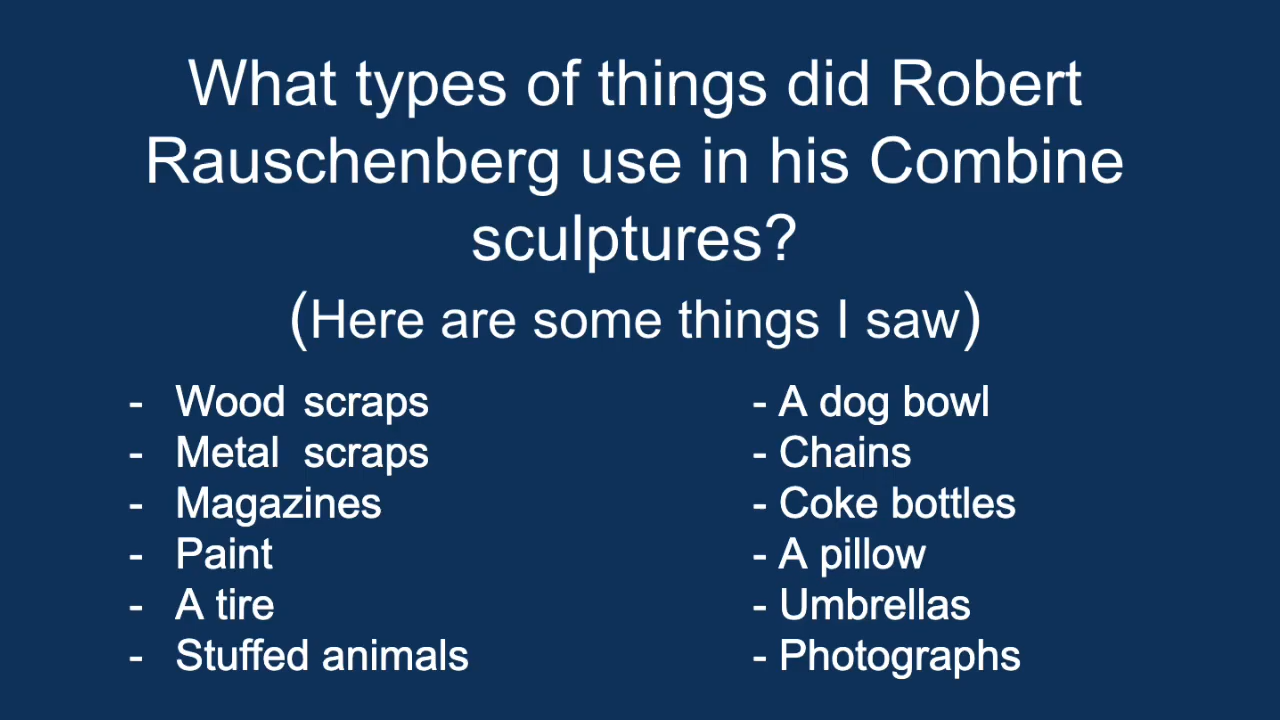 What types of things did Robert
Rauschenberg use in his Combine
sculptures?
(Here are some things I saw)
- Wood scraps
- Metal scraps
- Magazines
- Paint
- A tire
- Stuffed animals
- A dog bowl
- Chains
- Coke bottles
- A pillow
- Umbrellas
- Photographs